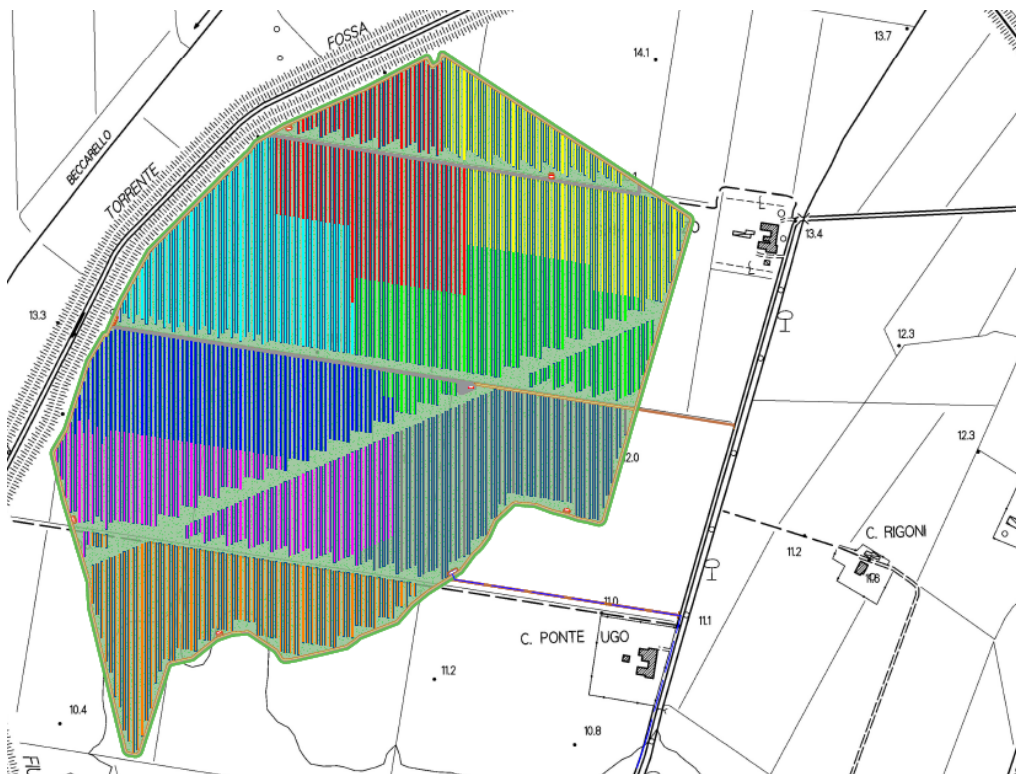 FOSSA
13.7
14.1
BECCARELLO
TORRENTE
13.4
13.3
12.3
12.3
2.0
C. RIGONI
11.2
11.0
11.1
C. PONTE UGO
11.2
10.4
10.8